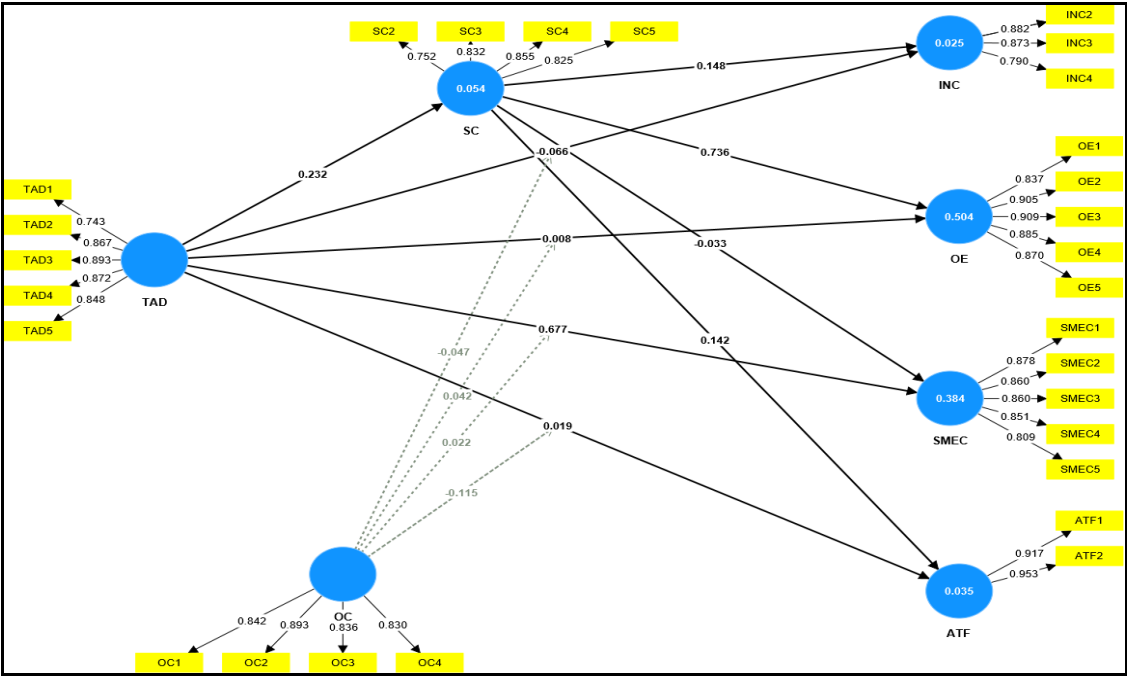 SC2 SC3 SC4 SC5
0.752 0.832 0.855 0.825
0.054
SC
INC2
INC3
INC4
0.882
0.873
0.790
0.025
INC
0.148
-0.066
0.736
0.232
TAD1
TAD2
TAD3
TAD4
TAD5
0.743
0.867
0.893
0.872
0.848
TAD
0.008
-0.033
0.677
0.142
0.019
OE1
OE2
OE3
OE4
OE5
0.837
0.905
0.909
0.885
0.870
0.504
OE
SMEC1
SMEC2
SMEC3
SMEC4
SMEC5
0.878
0.860
0.860
0.851
0.809
0.384
SMEC
-0.047
0.042
0.022
-0.115
ATF1
ATF2
0.917
0.953
0.035
ATF
OC
0.842 0.893 0.836 0.830
OC1 OC2 OC3 OC4